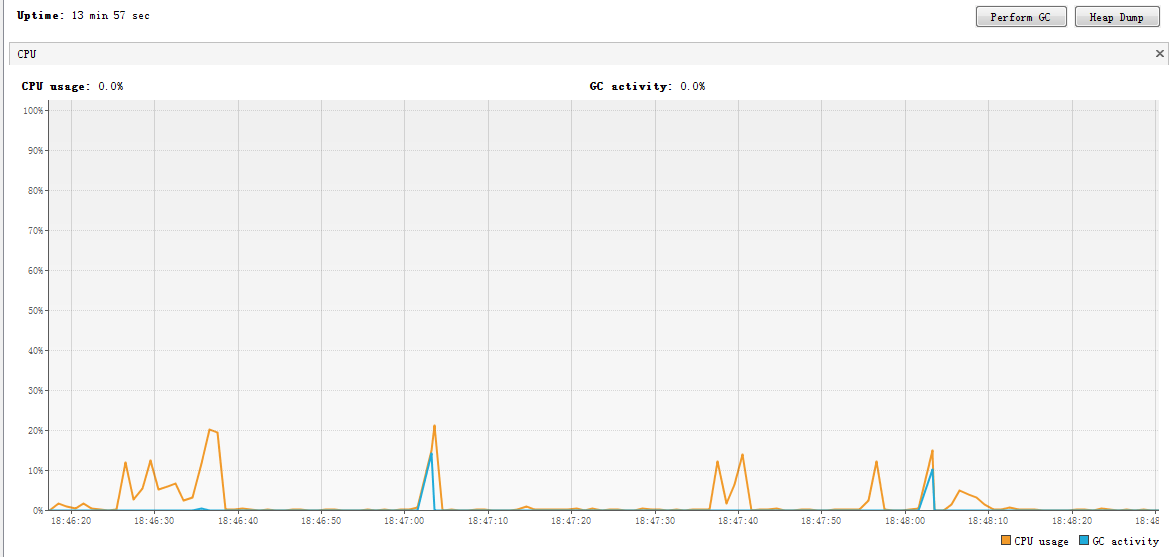 Uptime: 13 min 57 sec
Perform GC
Heap Dump
CPU
CPU usage: 0.0%
GC activity: 0.0%
100%
90%
80%
70%
60%
50%
40%
30%
20%
10%
0%
18:46:20 18:46:30 18:46:40 18:46:50 18:47:00 18:47:10 18:47:20 18:47:30 18:47:40 18:47:50 18:48:00 18:48:10 18:48:20 18:48
CPU usage GC activity